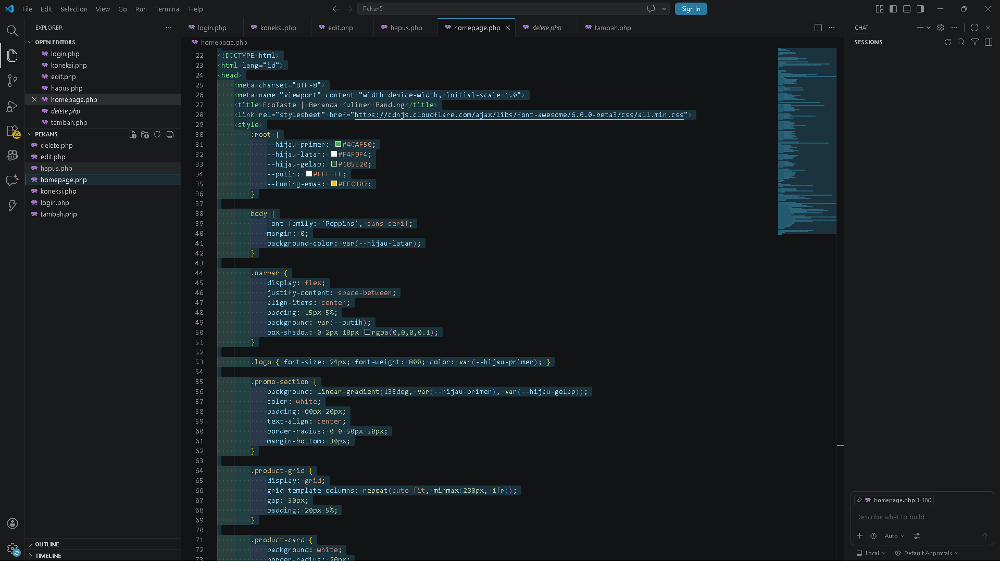 File Edit Selection View Go Run Terminal Help
Pekan5
Sign In
EXPLORER
OPEN EDITORS
login.php
koneksi.php
edit.php
hapus.php
homepage.php
delete.php
tambah.php
PEKAN5
delete.php
edit.php
hapus.php
homepage.php
koneksi.php
login.php
tambah.php
OUTLINE
TIMELINE
login.php koneksi.php edit.php hapus.php homepage.php delete.php tambah.php
homepage.php
22 <!DOCTYPE html>
23 <html lang="id">
24 <head>
25 <meta charset="UTF-8">
26 <meta name="viewport" content="width=device-width, initial-scale=1.0">
27 <title>EcoTaste | Beranda Kuliner Bandung</title>
28 <link rel="stylesheet" href="https://cdnjs.cloudflare.com/ajax/libs/font-awesome/6.0.0-beta3/css/all.min.css">
29 <style>
30 :root {
31 --hijau-primer: #4CAF50;
32 --hijau-latar: #F4F9F4;
33 --hijau-gelap: #1B5E20;
34 --putih: #FFFFFF;
35 --kuning-emas: #FFC107;
36 }
37
38 body {
39 font-family: 'Poppins', sans-serif;
40 margin: 0;
41 background-color: var(--hijau-latar);
42 }
43
44 .navbar {
45 display: flex;
46 justify-content: space-between;
47 align-items: center;
48 padding: 15px 5%;
49 background: var(--putih);
50 box-shadow: 0 2px 10px rgba(0,0,0,0.1);
51 }
52
53 .logo { font-size: 24px; font-weight: 800; color: var(--hijau-primer); }
54
55 .promo-section {
56 background: linear-gradient(135deg, var(--hijau-primer), var(--hijau-gelap));
57 color: white;
58 padding: 60px 20px;
59 text-align: center;
60 border-radius: 0 0 50px 50px;
61 margin-bottom: 30px;
62 }
63
64 .product-grid {
65 display: grid;
66 grid-template-columns: repeat(auto-fit, minmax(280px, 1fr));
67 gap: 30px;
68 padding: 20px 5%;
69 }
70
71 .product-card {
72 background: white;
73 border-radius: 20px;
CHAT
SESSIONS
homepage.php:1-180
Describe what to build
Auto
Local Default Approvals